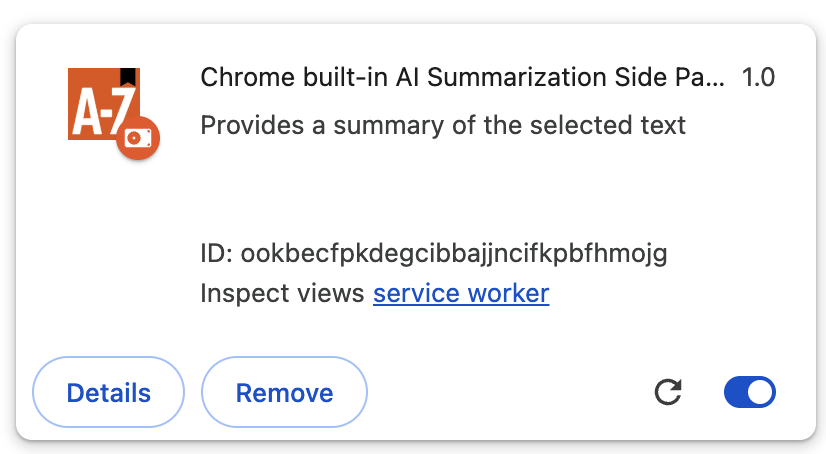 A-Z
Chrome built-in AI Summarization Side Pa... 1.0
Provides a summary of the selected text
ID: ookbecfpkdegcibbajjncifkpbfhmojg
Inspect views service worker
Details
Remove